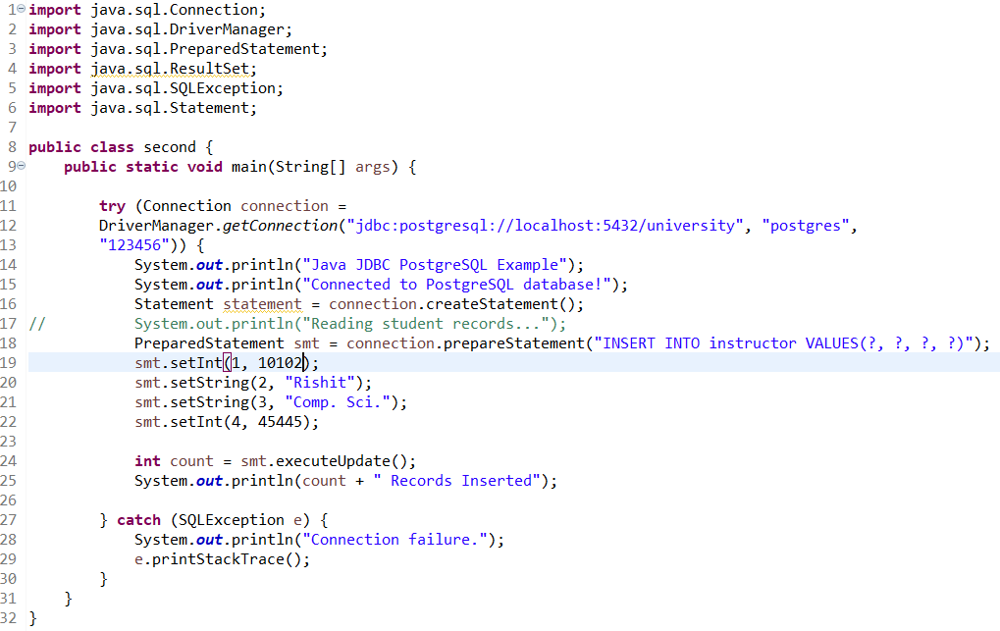 1 import java.sql.Connection;
2 import java.sql.DriverManager;
3 import java.sql.PreparedStatement;
4 import java.sql.ResultSet;
5 import java.sql.SQLException;
6 import java.sql.Statement;
7
8 public class second {
9     public static void main(String[] args) {
10
11         try (Connection connection =
12         DriverManager.getConnection("jdbc:postgresql://localhost:5432/university", "postgres",
13         "123456")) {
14             System.out.println("Java JDBC PostgreSQL Example");
15             System.out.println("Connected to PostgreSQL database!");
16             Statement statement = connection.createStatement();
17 //          System.out.println("Reading student records...");
18             PreparedStatement smt = connection.prepareStatement("INSERT INTO instructor VALUES(?, ?, ?, ?)");
19             smt.setInt(1, 10102);
20             smt.setString(2, "Rishit");
21             smt.setString(3, "Comp. Sci.");
22             smt.setInt(4, 45445);
23
24             int count = smt.executeUpdate();
25             System.out.println(count + " Records Inserted");
26
27         } catch (SQLException e) {
28             System.out.println("Connection failure.");
29             e.printStackTrace();
30         }
31     }
32 }